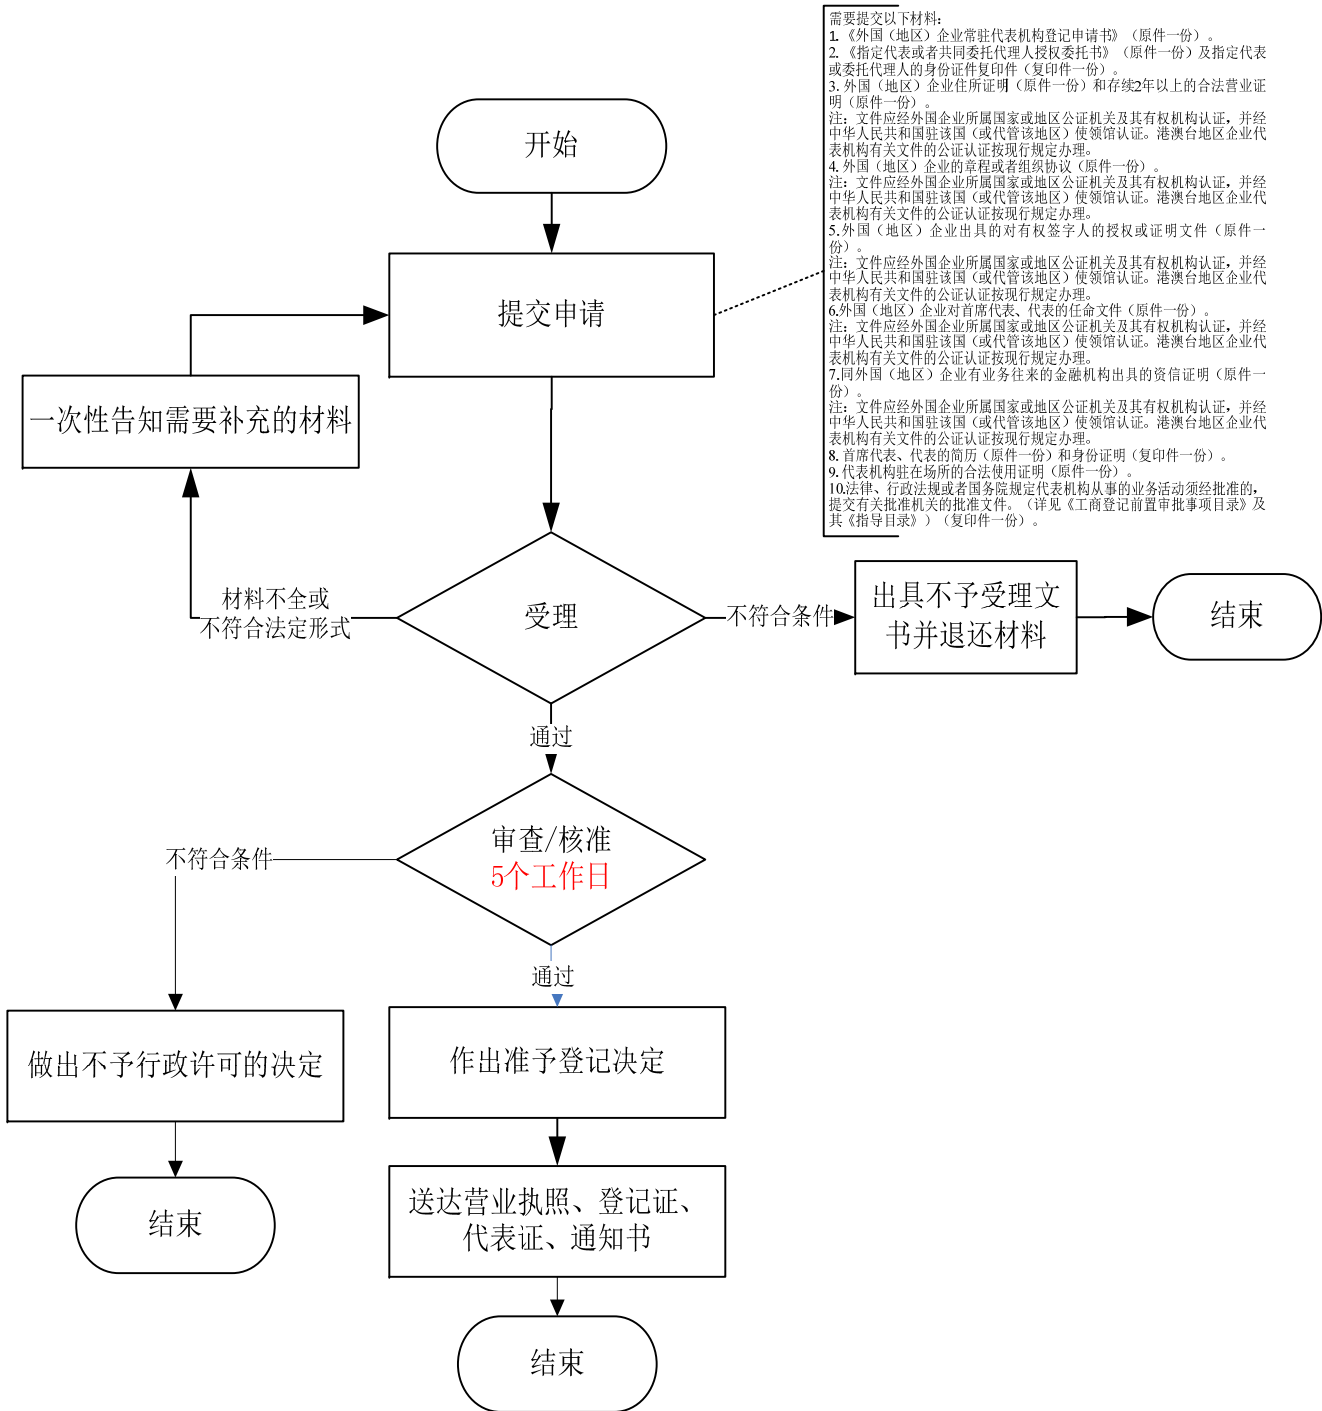 需要提交以下材料:
1. 《外国（地区）企业常驻代表机构登记申请书》（原件一份）。
2. 《指定代表或者共同委托代理人授权委托书》（原件一份）及指定代表
或委托代理人的身份证件复印件（复印件一份）。
3. 外国（地区）企业住所证明（原件一份）和存续2年以上的合法营业证
明（原件一份）。
注：文件应经外国企业所属国家或地区公证机关及其有权机构认证，并经
中华人民共和国驻该国（或代管该地区）使领馆认证。港澳台地区企业代
表机构有关文件的公证认证按现行规定办理。
4. 外国（地区）企业的章程或者组织协议（原件一份）。
注：文件应经外国企业所属国家或地区公证机关及其有权机构认证，并经
中华人民共和国驻该国（或代管该地区）使领馆认证。港澳台地区企业代
表机构有关文件的公证认证按现行规定办理。
5.外国（地区）企业出具的对有权签字人的授权或证明文件（原件一
份）。
注：文件应经外国企业所属国家或地区公证机关及其有权机构认证，并经
中华人民共和国驻该国（或代管该地区）使领馆认证。港澳台地区企业代
表机构有关文件的公证认证按现行规定办理。
6.外国（地区）企业对首席代表、代表的任命文件（原件一份）。
注：文件应经外国企业所属国家或地区公证机关及其有权机构认证，并经
中华人民共和国驻该国（或代管该地区）使领馆认证。港澳台地区企业代
表机构有关文件的公证认证按现行规定办理。
7.同外国（地区）企业有业务往来的金融机构出具的资信证明（原件一
份）。
注：文件应经外国企业所属国家或地区公证机关及其有权机构认证，并经
中华人民共和国驻该国（或代管该地区）使领馆认证。港澳台地区企业代
表机构有关文件的公证认证按现行规定办理。
8. 首席代表、代表的简历（原件一份）和身份证明（复印件一份）。
9. 代表机构驻在场所的合法使用证明（原件一份）。
10.法律、行政法规或者国务院规定代表机构从事的业务活动须经批准的，
提交有关批准机关的批准文件。（详见《工商登记前置审批事项目录》及
其《指导目录》）（复印件一份）。
开始
提交申请
一次性告知需要补充的材料
材料不全或
不符合法定形式
受理
不符合条件
出具不予受理文
书并退还材料
结束
通过
审查/核准
5个工作日
不符合条件
通过
做出不予行政许可的决定
作出准予登记决定
送达营业执照、登记证、
代表证、通知书
结束
结束